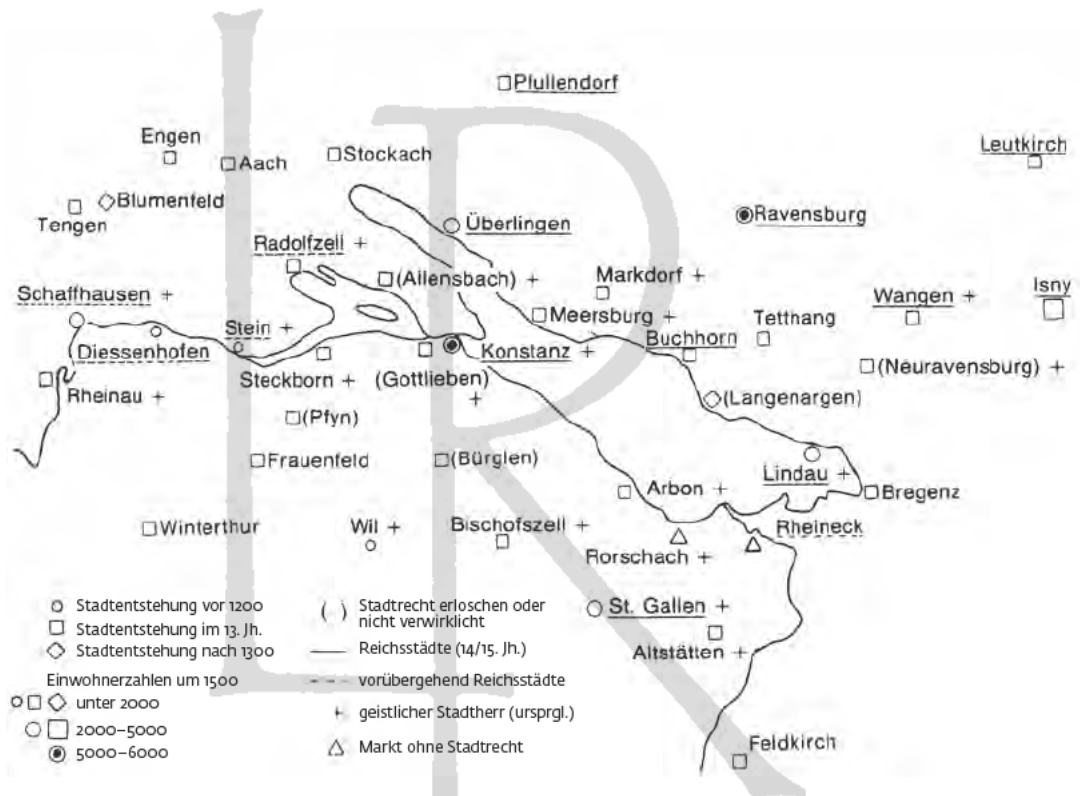 Plullendorf
Engen
Aach
Stockach
Leutkirch
Blumenfeld
Tengen
Überlingen
Ravensburg
Radolfzell +
(Allensbach) +
Markdorf +
Schaffhausen +
Wangen +
Isny
Stein +
Meersburg +
Tetthang
Buchhorn
Diessenhofen
Konstanz +
Steckborn +
(Gottlieben)
+
(Neuravensburg) +
Rheinau +
(Langenargen)
(Pfyn)
Frauenfeld
(Bürglen)
Lindau +
Arbon +
Bregenz
Winterthur
Wil +
Bischofszell +
Rheineck
Rorschach +
St. Gallen +
Altstätten +
Feldkirch
Stadtentstehung vor 1200
Stadtentstehung im 13. Jh.
Stadtentstehung nach 1300
Einwohnerzahlen um 1500
unter 2000
2000–5000
5000–6000
( ) Stadtrecht erloschen oder
nicht verwirklicht
Reichsstädte (14/15. Jh.)
vorübergehend Reichsstädte
+ geistlicher Stadtherr (ursprgl.)
Markt ohne Stadtrecht
LR